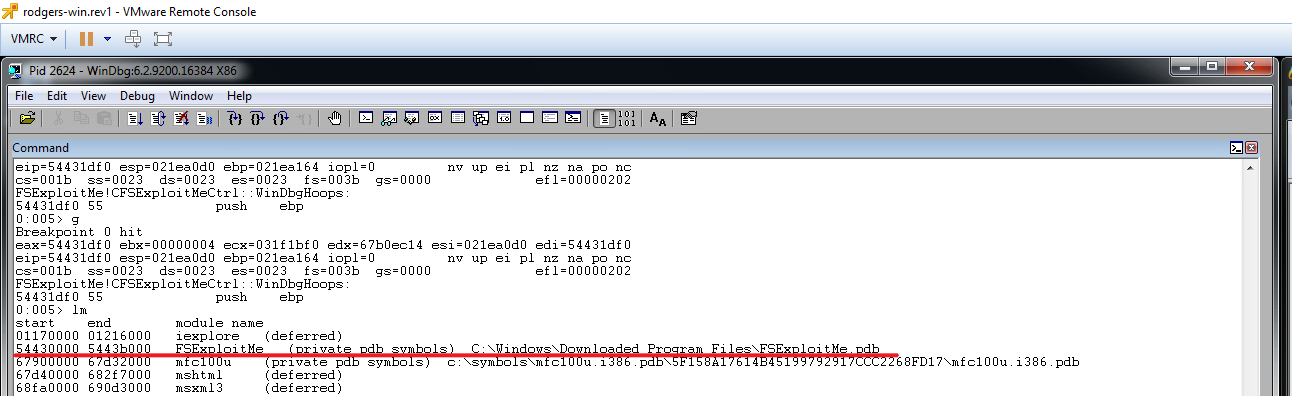 rodgers-win.rev1 - VMware Remote Console
VMRC
Pid 2624 - WinDbg:6.2.9200.16384 X86
File Edit View Debug Window Help
Command
eip=54431df0 esp=021ea0d0 ebp=021ea164 iopl=0         nv up ei pl nz na po nc
cs=001b  ss=0023  ds=0023  es=0023  fs=003b  gs=0000             efl=00000202
FSExploitMe!CFSExploitMeCtrl::WinDbgHoops:
54431df0 55              push    ebp
0:005> g
Breakpoint 0 hit
eax=54431df0 ebx=00000004 ecx=031f1bf0 edx=67b0ec14 esi=021ea0d0 edi=54431df0
eip=54431df0 esp=021ea0d0 ebp=021ea164 iopl=0         nv up ei pl nz na po nc
cs=001b  ss=0023  ds=0023  es=0023  fs=003b  gs=0000             efl=00000202
FSExploitMe!CFSExploitMeCtrl::WinDbgHoops:
54431df0 55              push    ebp
0:005> lm
start    end        module name
01170000 01216000   iexplore   (deferred)
54430000 5443b000   FSExploitMe   (private pdb symbols)  C:\Windows\Downloaded Program Files\FSExploitMe.pdb
67900000 67d32000   mfc100u    (private pdb symbols)  c:\symbols\mfc100u.i386.pdb\5F158A17614B45199792917CCC2268FD17\mfc100u.i386.pdb
67d40000 682f7000   mshtml     (deferred)
68fa0000 690d3000   msxml3     (deferred)